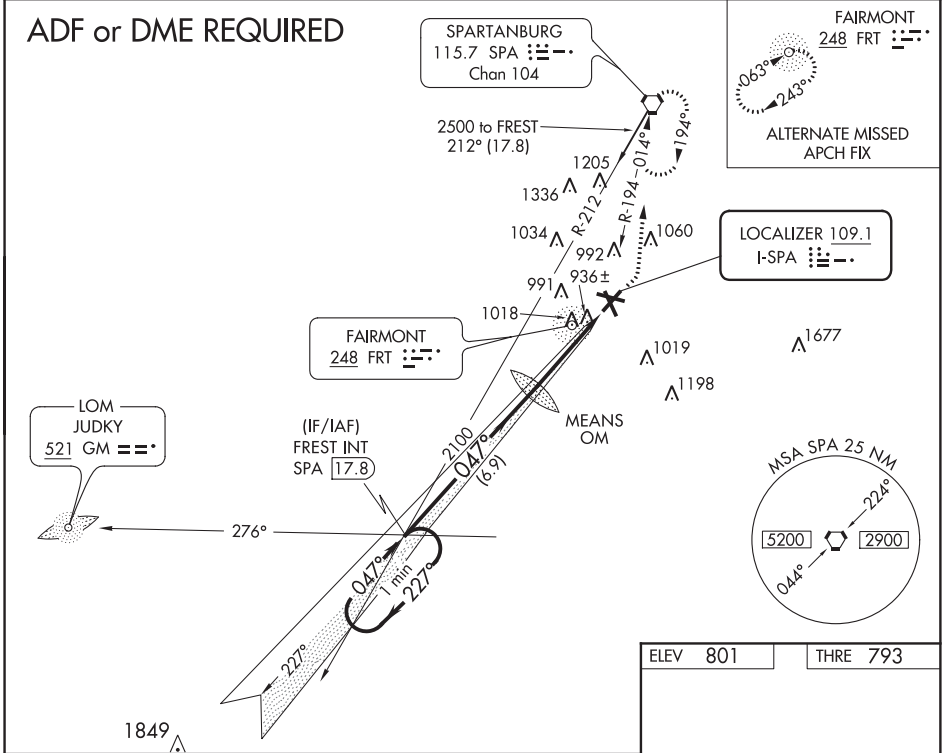 ADF or DME REQUIRED
SPARTANBURG
115.7 SPA
Chan 104
FAIRMONT
248 FRT
063°
243°
ALTERNATE MISSED
APCH FIX
2500 to FREST
212° (17.8)
194°
1205
1336
R-212
R-194
014°
1034
992
1060
LOCALIZER 109.1
I-SPA
991
936±
1018
FAIRMONT
248 FRT
1019
1677
1198
LOM
JUDKY
521 GM
(IF/IAF)
FREST INT
SPA 17.8
2100
047°
(6.9)
MEANS
OM
MSA SPA 25 NM
224°
5200
2900
044°
276°
047°
1 min
227°
227°
ELEV 801
THRE 793
1849